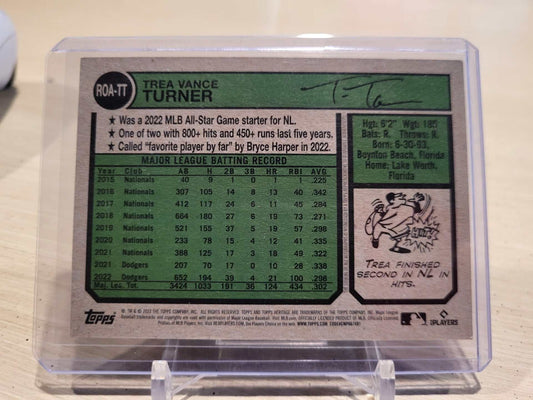 ROA-TT
TREA VANCE
TURNER
★ Was a 2022 MLB All-Star Game starter for NL.
★ One of two with 800+ hits and 450+ runs last five years.
★ Called "favorite player by far" by Bryce Harper in 2022.
MAJOR LEAGUE BATTING RECORD
Year Club AB H 2B 3B HR RBI AVG
2015 Nationals 40 9 1 0 1 1 .225
2016 Nationals 307 105 14 8 13 40 .342
2017 Nationals 412 117 24 6 11 45 .284
2018 Nationals 664 180 27 6 19 73 .271
2019 Nationals 521 155 37 5 19 57 .298
2020 Nationals 233 78 15 4 12 41 .335
2021 Nationals 388 125 17 3 18 49 .322
2021 Dodgers 207 70 17 0 10 28 .338
2022 Dodgers 652 194 39 4 21 100 .298
Maj. Lea. Tot. 3424 1033 191 36 124 434 .302
Hgt: 6'2" Wgt: 185
Bats: R. Throws: R.
Born: 6-30-93,
Boynton Beach, Florida
Home: Lake Worth,
Florida
TREA FINISHED
SECOND IN NL IN
HITS.
Topps
MLB
PLAYERS